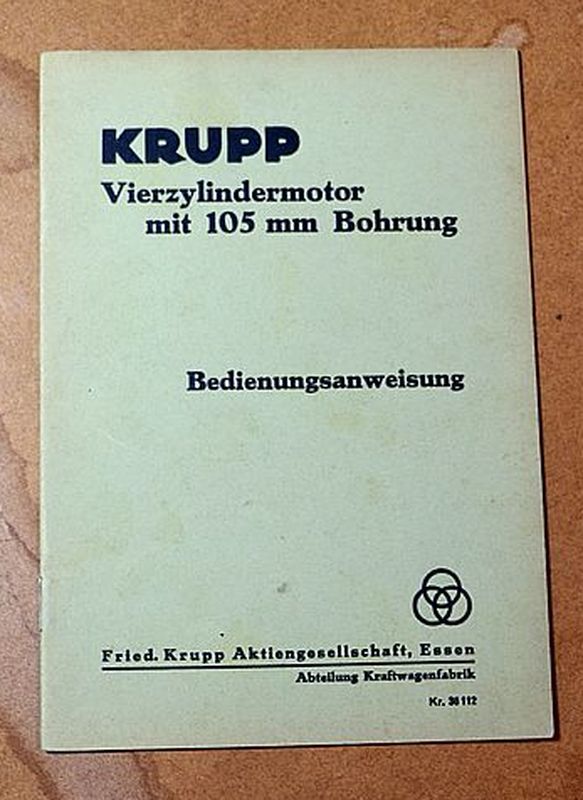 KRUPP
Vierzylindermotor
mit 105 mm Bohrung
Bedienungsanweisung
Fried. Krupp Aktiengesellschaft, Essen
Abteilung Kraftwagenfabrik
Kr. 36112